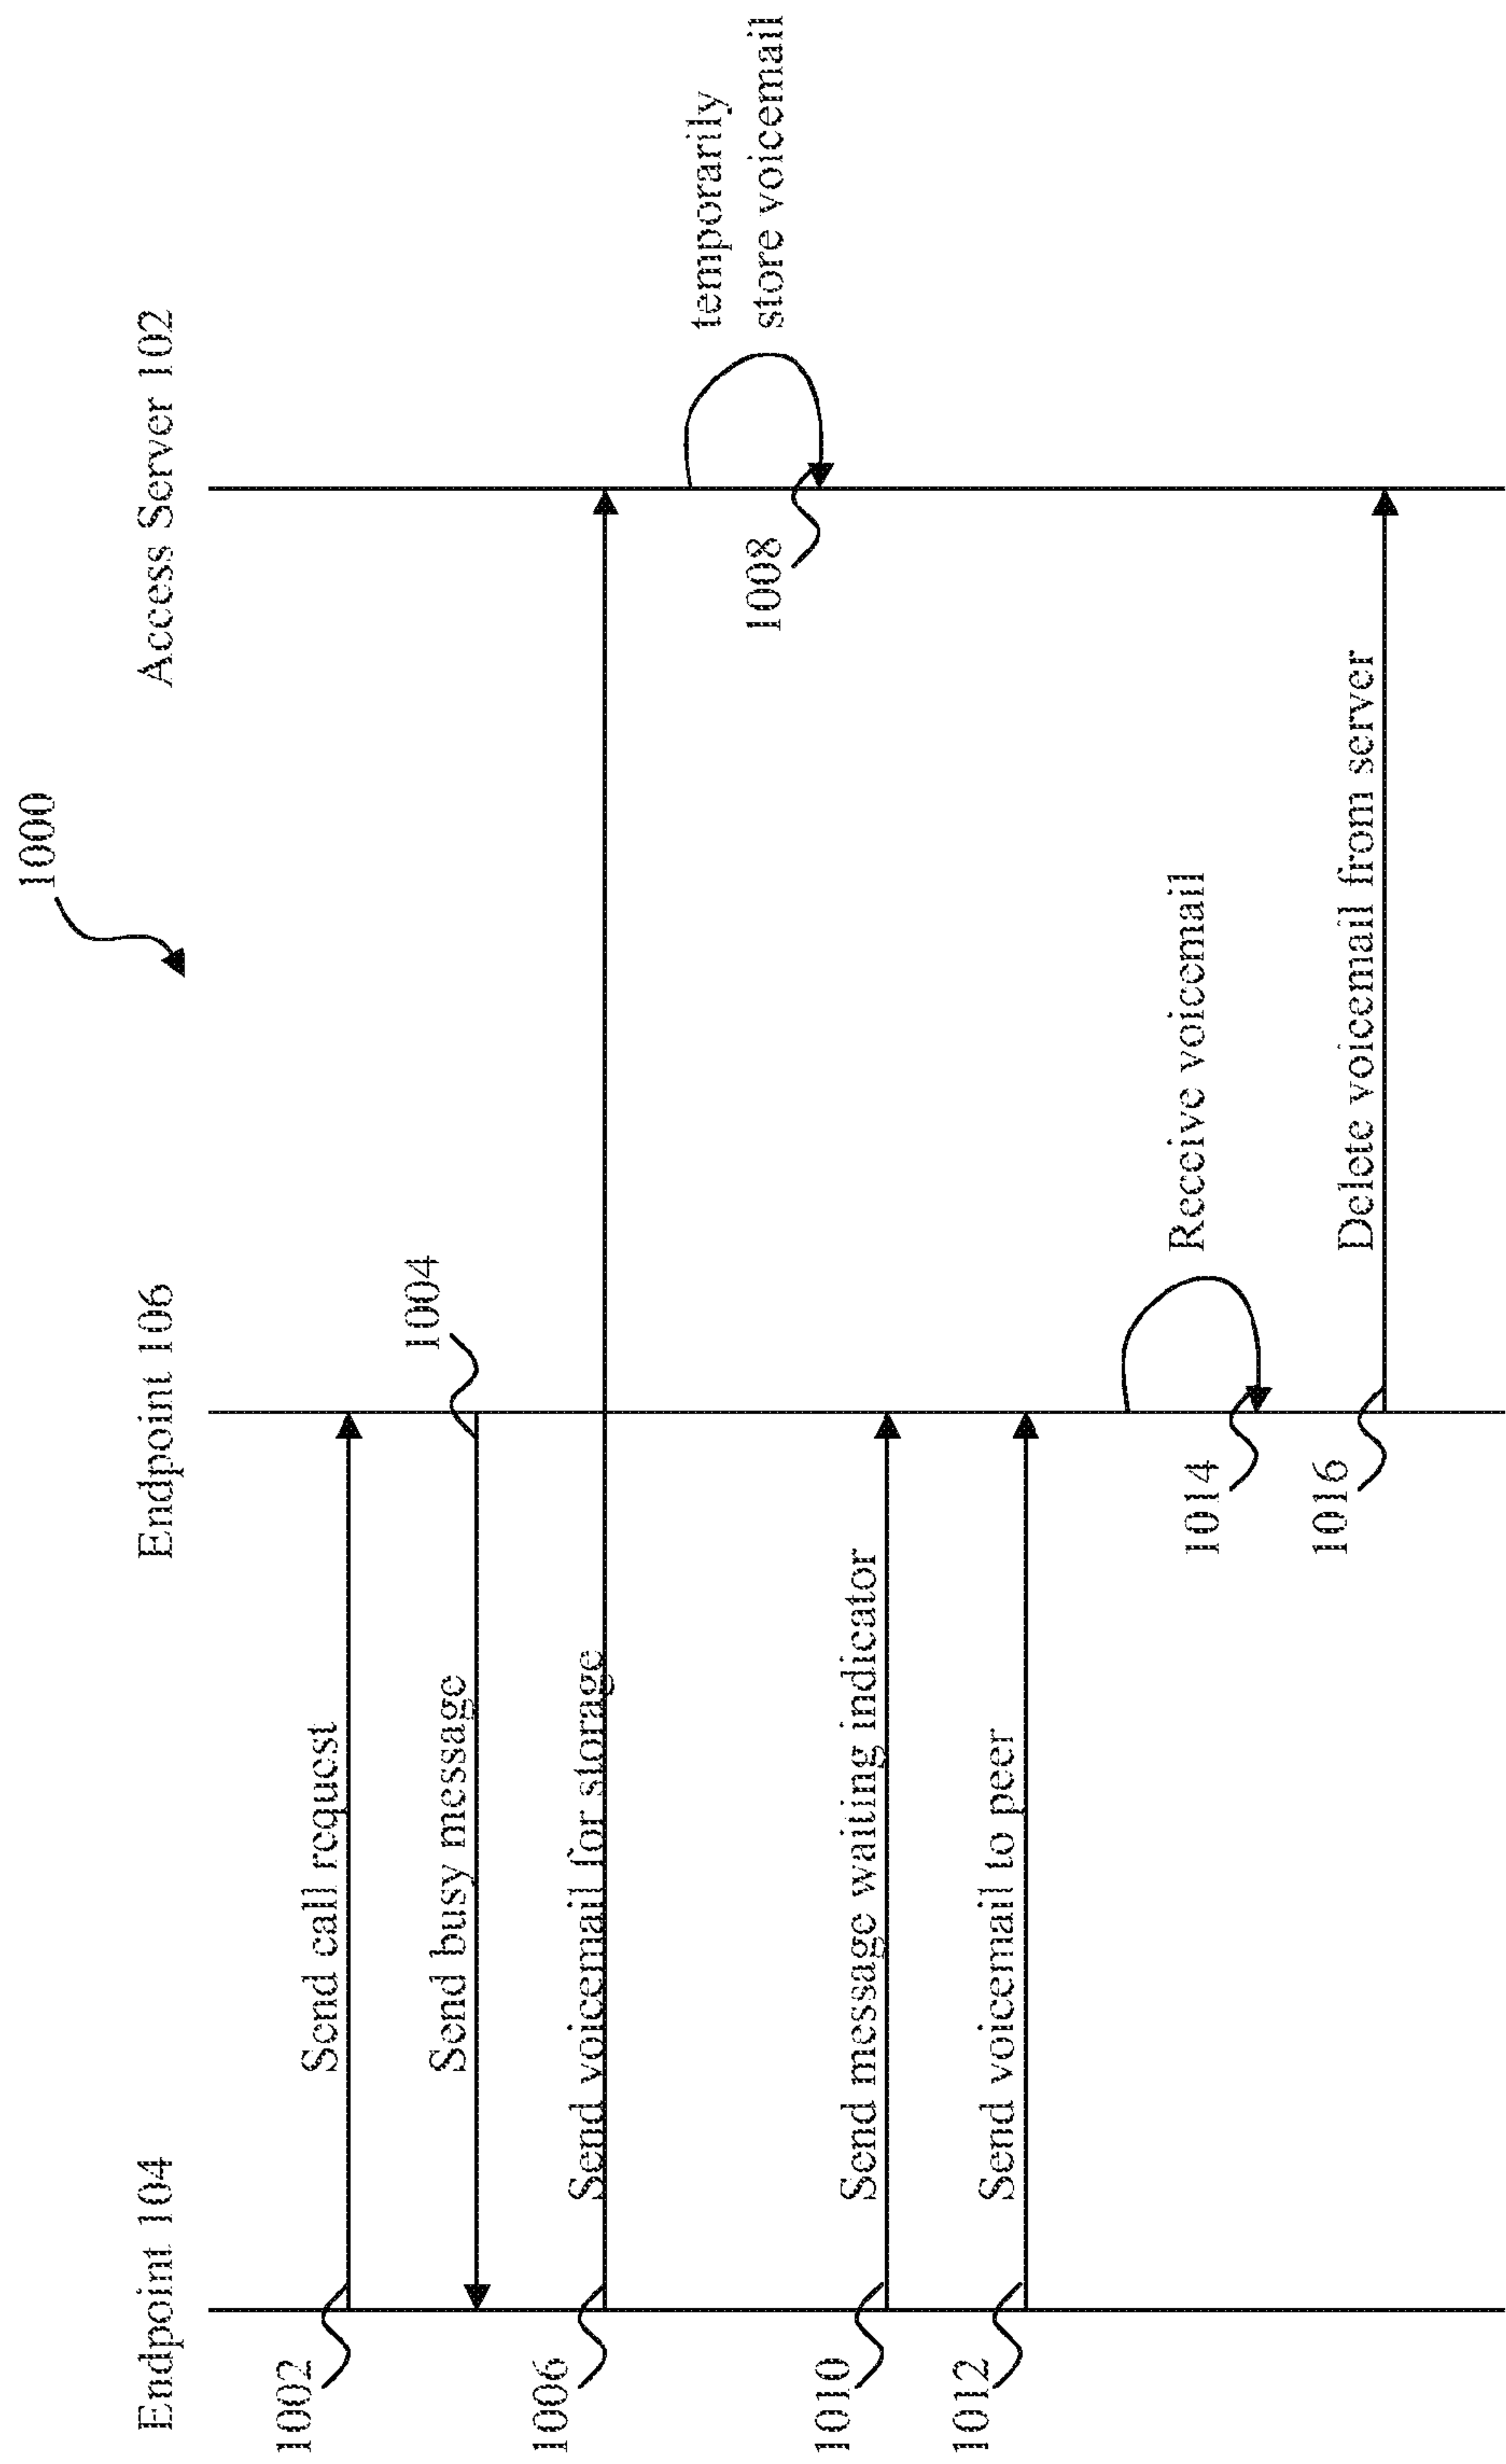 1000
Endpoint 104
Endpoint 106
Access Server 102
1002
Send call request
Send busy message
1004
1006
Send voicemail for storage
temporarily
store voicemail
1008
1010
Send message waiting indicator
1012
Send voicemail to peer
Receive voicemail
1014
1016
Delete voicemail from server